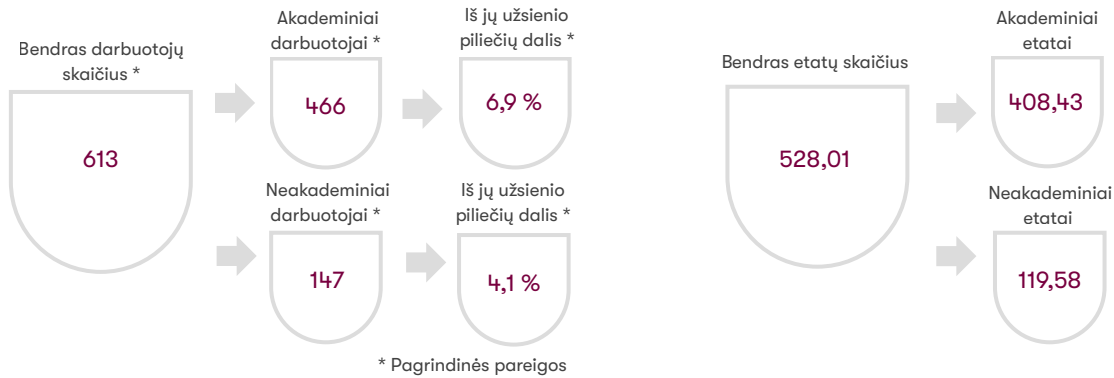 Bendras darbuotojų
skaičius *
613
Akademiniai
darbuotojai *
466
Iš jų užsienio
piliečių dalis *
6,9 %
Neakademiniai
darbuotojai *
147
Iš jų užsienio
piliečių dalis *
4,1 %
* Pagrindinės pareigos
Bendras etatų skaičius
528,01
Akademiniai
etatai
408,43
Neakademiniai
etatai
119,58